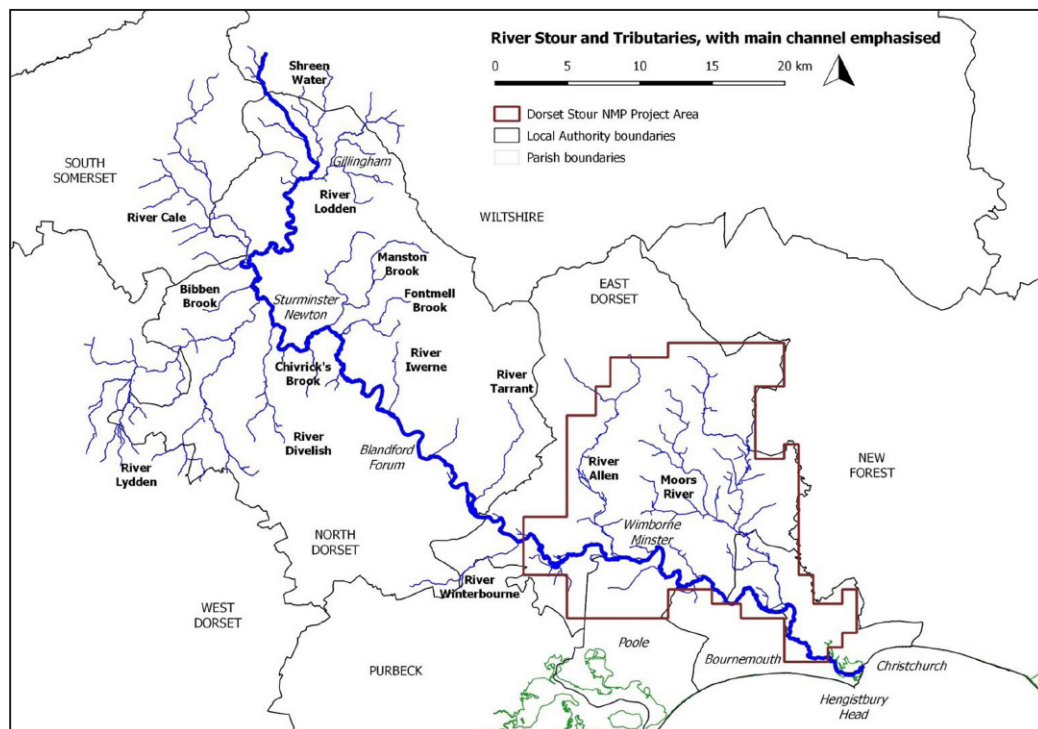 River Stour and Tributaries, with main channel emphasised
0 5 10 15 20 km
Dorset Stour NMP Project Area
Local Authority boundaries
Parish boundaries
Shreen
Water
Gillingham
SOUTH
SOMERSET
River
Lodden
River Cale
WILTSHIRE
Manston
Brook
EAST
DORSET
Bibben
Brook
Sturminster
Newton
Fontmell
Brook
Chivrick's
Brook
River
Iwerne
River
Tarrant
River
Divelish
Blandford
Forum
River
Lydden
River
Allen
Moors
River
NEW
FOREST
Wimborne
Minster
NORTH
DORSET
River
Winterbourne
WEST
DORSET
Poole
PURBECK
Bournemouth
Christchurch
Hengistbury
Head